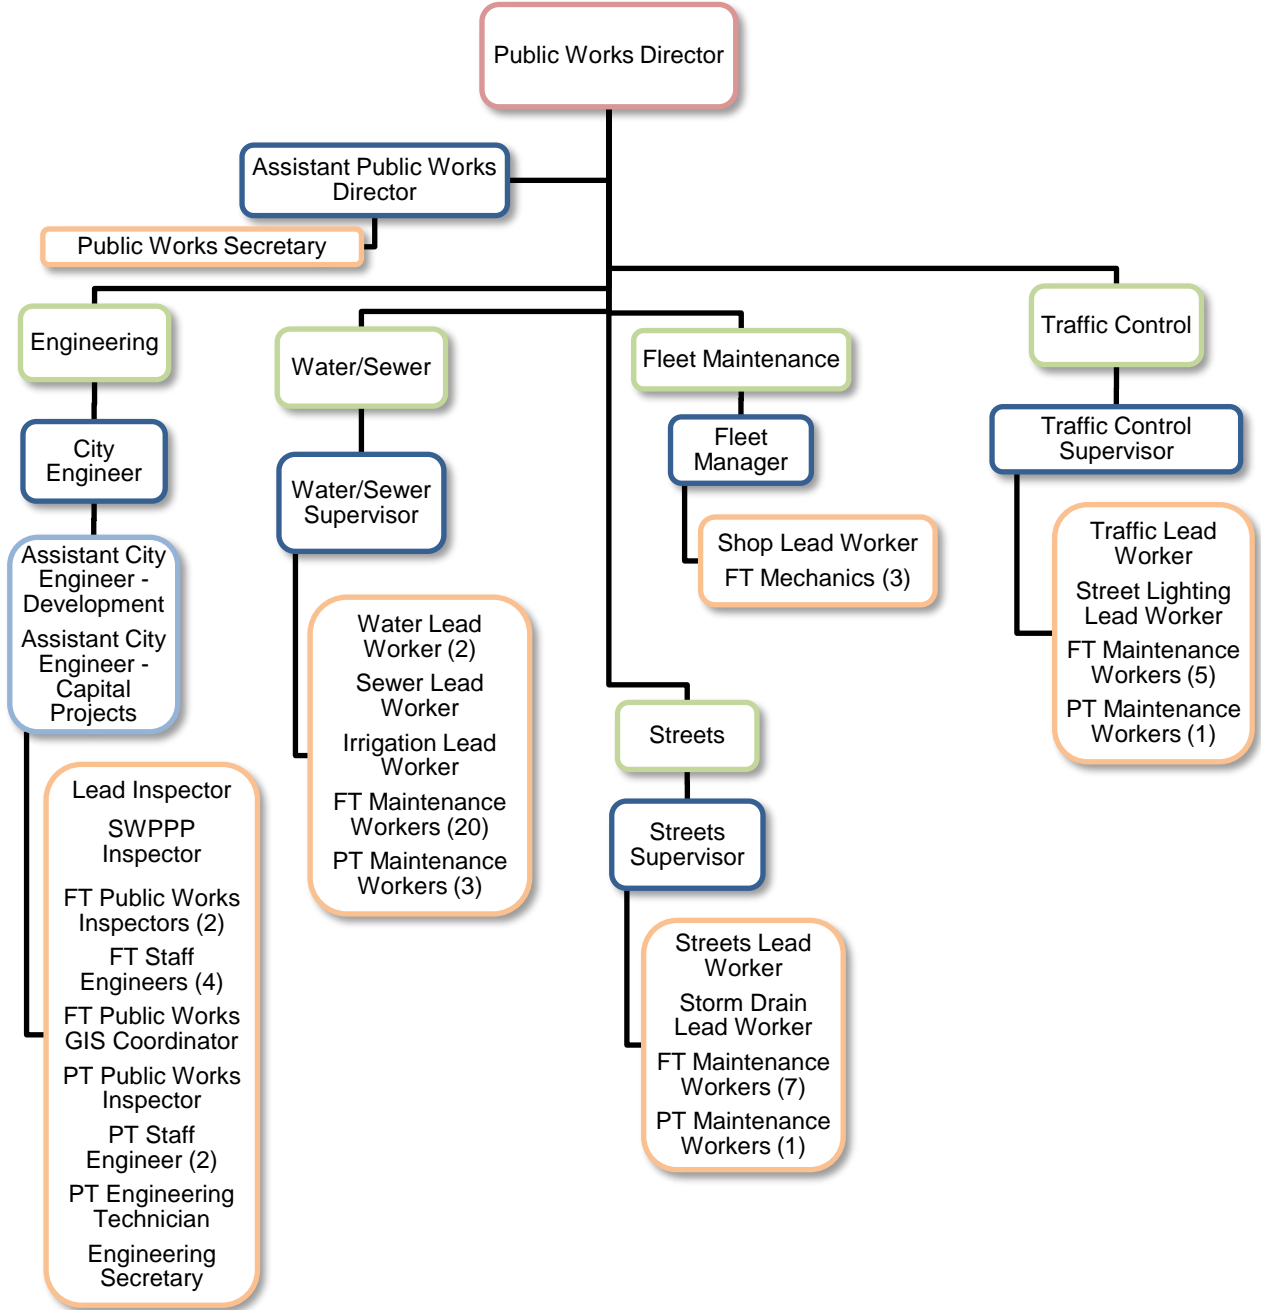 Public Works Director
Assistant Public Works
Director
Public Works Secretary
Engineering
City
Engineer
Assistant City
Engineer -
Development
Assistant City
Engineer -
Capital
Projects
Lead Inspector
SWPPP
Inspector
FT Public Works
Inspectors (2)
FT Staff
Engineers (4)
FT Public Works
GIS Coordinator
PT Public Works
Inspector
PT Staff
Engineer (2)
PT Engineering
Technician
Engineering
Secretary
Water/Sewer
Water/Sewer
Supervisor
Water Lead
Worker (2)
Sewer Lead
Worker
Irrigation Lead
Worker
FT Maintenance
Workers (20)
PT Maintenance
Workers (3)
Fleet Maintenance
Fleet
Manager
Shop Lead Worker
FT Mechanics (3)
Streets
Streets
Supervisor
Streets Lead
Worker
Storm Drain
Lead Worker
FT Maintenance
Workers (7)
PT Maintenance
Workers (1)
Traffic Control
Traffic Control
Supervisor
Traffic Lead
Worker
Street Lighting
Lead Worker
FT Maintenance
Workers (5)
PT Maintenance
Workers (1)